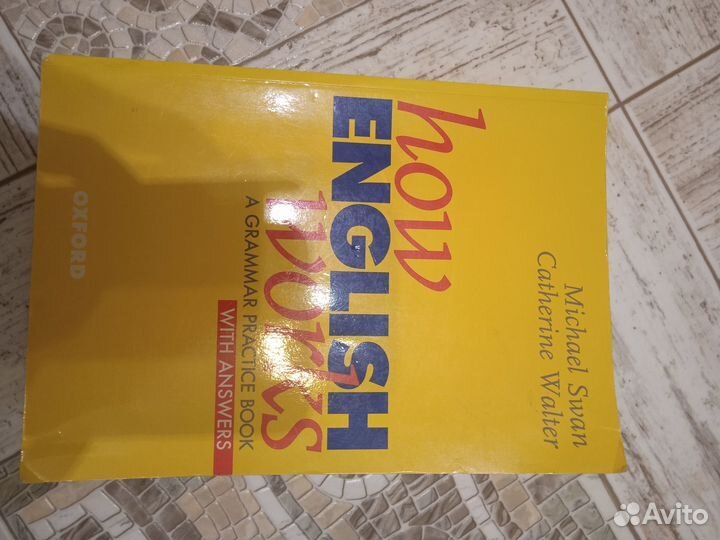 Michael Swan
Catherine Walter
how
ENGLISH
works
A GRAMMAR PRACTICE BOOK
WITH ANSWERS
OXFORD
Avito